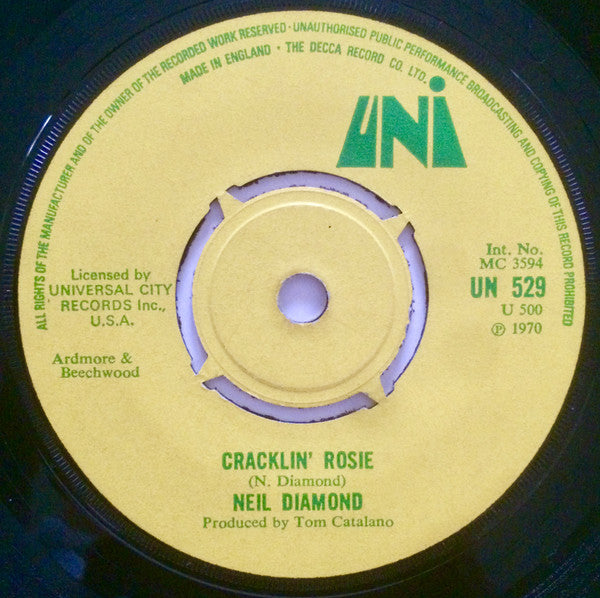 ALL RIGHTS OF THE MANUFACTURER AND OF THE OWNER OF THE RECORDED WORK RESERVED · UNAUTHORISED PUBLIC PERFORMANCE BROADCASTING AND COPYING OF THIS RECORD PROHIBITED
MADE IN ENGLAND · THE DECCA RECORD CO. LTD.
UNi
Int. No.
MC 3594
UN 529
U 500
℗ 1970
Licensed by
UNIVERSAL CITY
RECORDS Inc.,
U.S.A.
Ardmore &
Beechwood
CRACKLIN' ROSIE
(N. Diamond)
NEIL DIAMOND
Produced by Tom Catalano